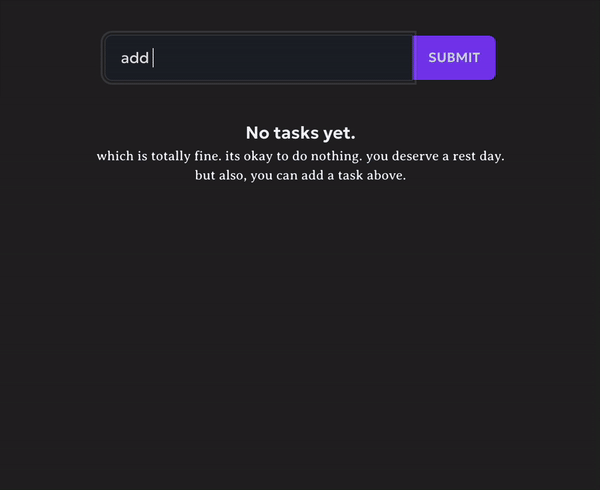 add
SUBMIT
No tasks yet.
which is totally fine. its okay to do nothing. you deserve a rest day.
but also, you can add a task above.